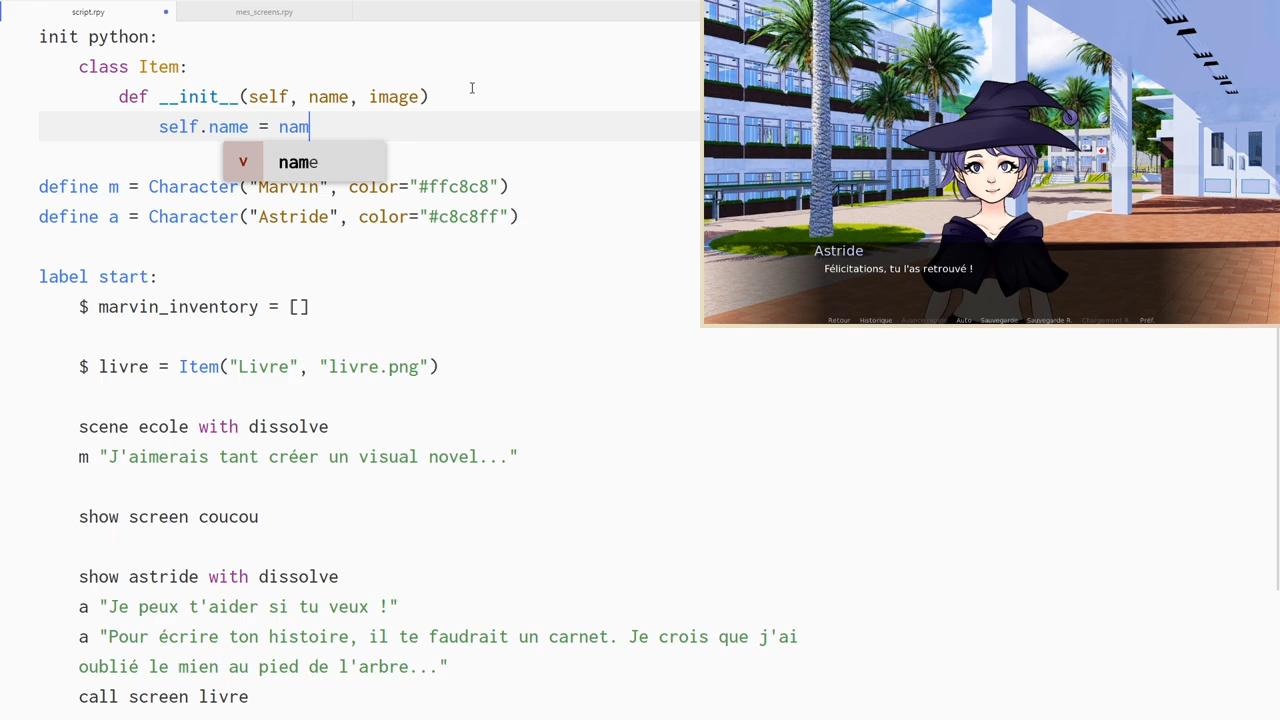 script.rpy
mes_screens.rpy
init python:
class Item:
def __init__(self, name, image)
self.name = nam
v name
define m = Character("Marvin", color="#ffc8c8")
define a = Character("Astride", color="#c8c8ff")
label start:
$ marvin_inventory = []
$ livre = Item("Livre", "livre.png")
scene ecole with dissolve
m "J'aimerais tant créer un visual novel..."
show screen coucou
show astride with dissolve
a "Je peux t'aider si tu veux !"
a "Pour écrire ton histoire, il te faudrait un carnet. Je crois que j'ai
oublié le mien au pied de l'arbre..."
call screen livre
Astride
Félicitations, tu l'as retrouvé !
Retour Historique Avance rapide Auto Sauvegarde Sauvegarde R. Chargement R. Préf.